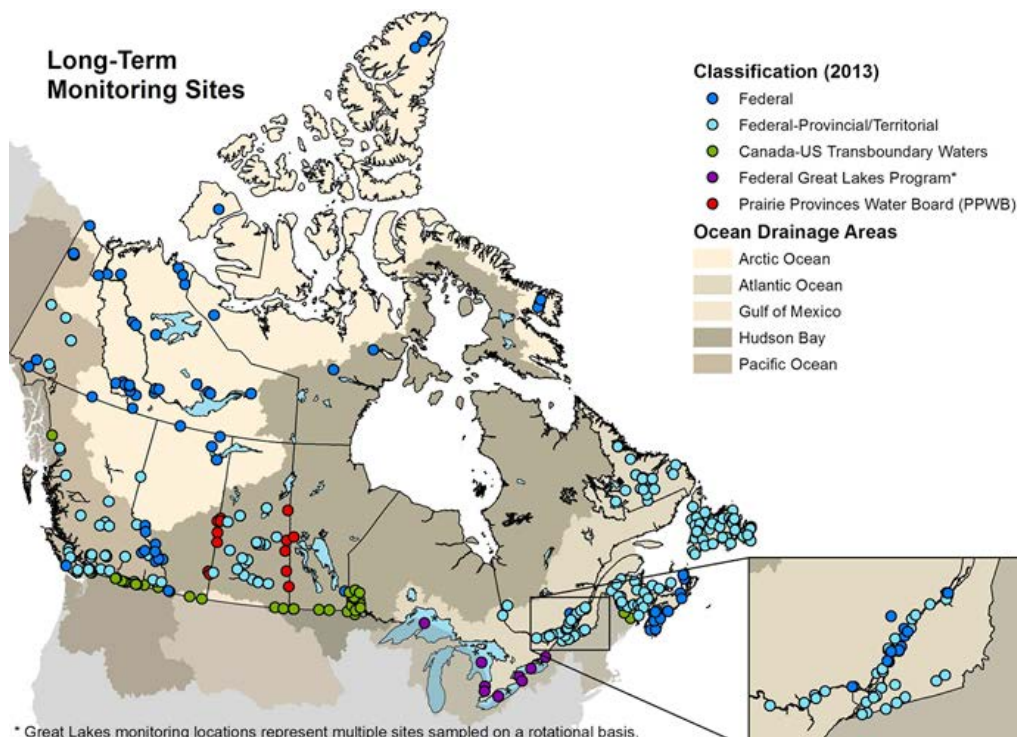 Long-Term
Monitoring Sites
Classification (2013)
Federal
Federal-Provincial/Territorial
Canada-US Transboundary Waters
Federal Great Lakes Program*
Prairie Provinces Water Board (PPWB)
Ocean Drainage Areas
Arctic Ocean
Atlantic Ocean
Gulf of Mexico
Hudson Bay
Pacific Ocean
* Great Lakes monitoring locations represent multiple sites sampled on a rotational basis.